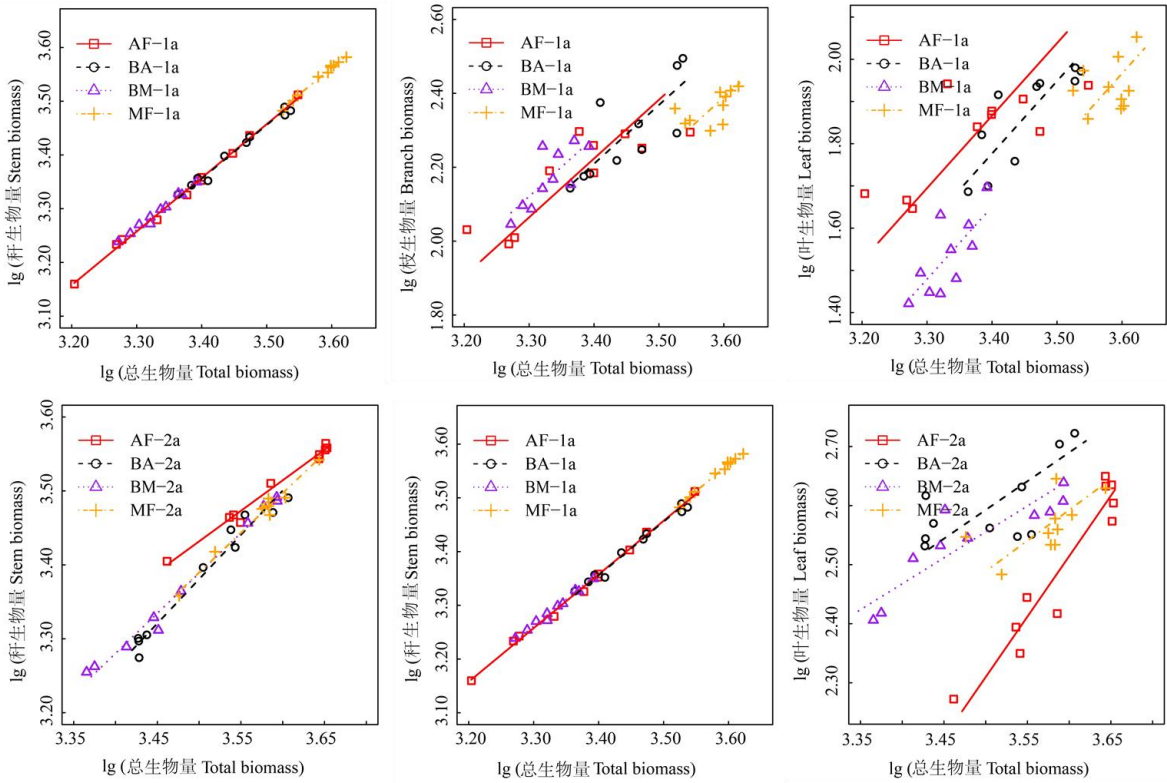 AF−1a
BA−1a
BM−1a
MF−1a
lg (秆生物量 Stem biomass)
3.10 3.20 3.30 3.40 3.50 3.60
3.20 3.30 3.40 3.50 3.60
lg (总生物量 Total biomass)
AF−1a
BA−1a
BM−1a
MF−1a
lg (枝生物量 Branch biomass)
1.80 2.00 2.20 2.40 2.60
3.20 3.30 3.40 3.50 3.60
lg (总生物量 Total biomass)
AF−1a
BA−1a
BM−1a
MF−1a
lg (叶生物量 Leaf biomass)
1.40 1.60 1.80 2.00
3.20 3.30 3.40 3.50 3.60
lg (总生物量 Total biomass)
AF−2a
BA−2a
BM−2a
MF−2a
lg (秆生物量 Stem biomass)
3.20 3.30 3.40 3.50 3.60
3.35 3.45 3.55 3.65
lg (总生物量 Total biomass)
AF−1a
BA−1a
BM−1a
MF−1a
lg (秆生物量 Stem biomass)
3.10 3.20 3.30 3.40 3.50 3.60
3.20 3.30 3.40 3.50 3.60
lg (总生物量 Total biomass)
AF−2a
BA−2a
BM−2a
MF−2a
lg (叶生物量 Leaf biomass)
2.30 2.40 2.50 2.60 2.70
3.35 3.45 3.55 3.65
lg (总生物量 Total biomass)